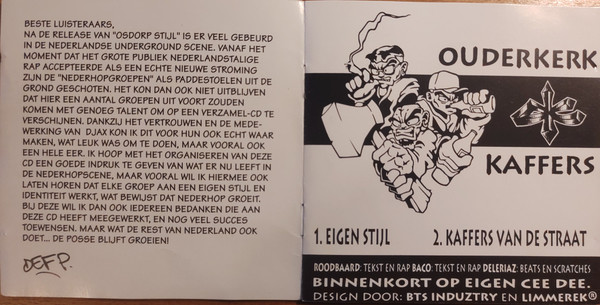 BESTE LUISTERAARS,
NA DE RELEASE VAN "OSDORP STIJL" IS ER VEEL GEBEURD
IN DE NEDERLANDSE UNDERGROUND SCENE. VANAF HET
MOMENT DAT HET GROTE PUBLIEK NEDERLANDSTALIGE
RAP ACCEPTEERDE ALS EEN ECHTE NIEUWE STROMING
ZIJN DE "NEDERHOPGROEPEN" ALS PADDESTOELEN UIT DE
GROND GESCHOTEN. HET KON DAN OOK NIET UITBLIJVEN
DAT HIER EEN AANTAL GROEPEN UIT VOORT ZOUDEN
KOMEN MET GENOEG TALENT OM OP EEN VERZAMEL-CD TE
VERSCHIJNEN. DANKZIJ HET VERTROUWEN EN DE MEDE-
WERKING VAN DJAX KON IK DIT VOOR HUN OOK ECHT WAAR
MAKEN, WAT LEUK WAS OM TE DOEN, MAAR VOORAL OOK
EEN HELE EER. IK HOOP MET HET ORGANISEREN VAN DEZE
CD EEN GOEDE INDRUK TE GEVEN VAN WAT ER NU LEEFT IN
DE NEDERHOPSCENE, MAAR VOORAL WIL IK HIERMEE OOK
LATEN HOREN DAT ELKE GROEP AAN EEN EIGEN STIJL EN
IDENTITEIT WERKT, WAT BEWIJST DAT NEDERHOP GROEIT.
BIJ DEZE WIL IK DAN OOK IEDEREEN BEDANKEN DIE AAN
DEZE CD HEEFT MEEGEWERKT, EN NOG VEEL SUCCES
TOEWENSEN. MAAR WAT DE REST VAN NEDERLAND OOK
DOET... DE POSSE BLIJFT GROEIEN!
DEF P.
OUDERKERK
KAFFERS
1. EIGEN STIJL 2. KAFFERS VAN DE STRAAT
ROODBAARD: TEKST EN RAP BACO: TEKST EN RAP DELERIAZ: BEATS EN SCRATCHES
BINNENKORT OP EIGEN CEE DEE.
DESIGN DOOR: BTS INDUZTRY EN LIMMEREK®